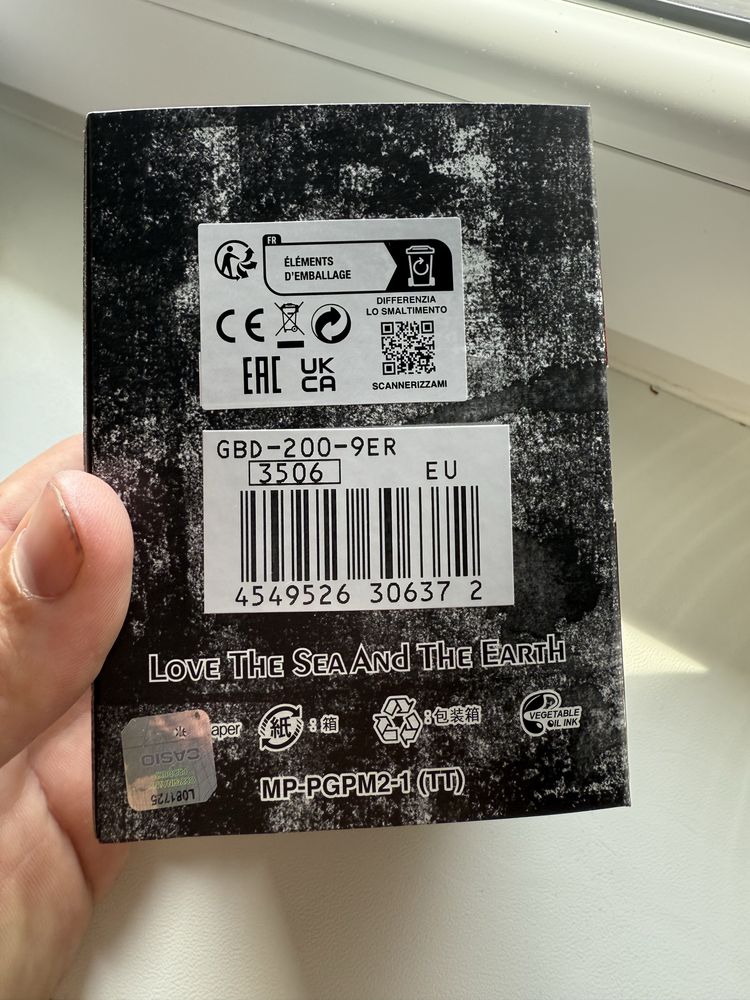 FR
ÉLÉMENTS
D'EMBALLAGE
DIFFERENZIA
LO SMALTIMENTO
CE
EAC
UK
CA
SCANNERIZZAMI
GBD-200-9ER
3506
EU
4549526 30637 2
LOVE THE SEA AND THE EARTH
aper
紙
:箱
:包装箱
VEGETABLE
OIL INK
CASIO
L081725
MP-PGPM2-1 (TT)